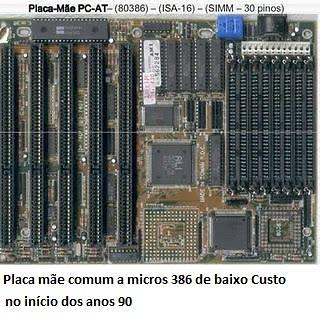 Placa-Mãe PC-AT– (80386) – (ISA-16) – (SIMM – 30 pinos)
ALI
Placa mãe comum a micros 386 de baixo Custo
no início dos anos 90